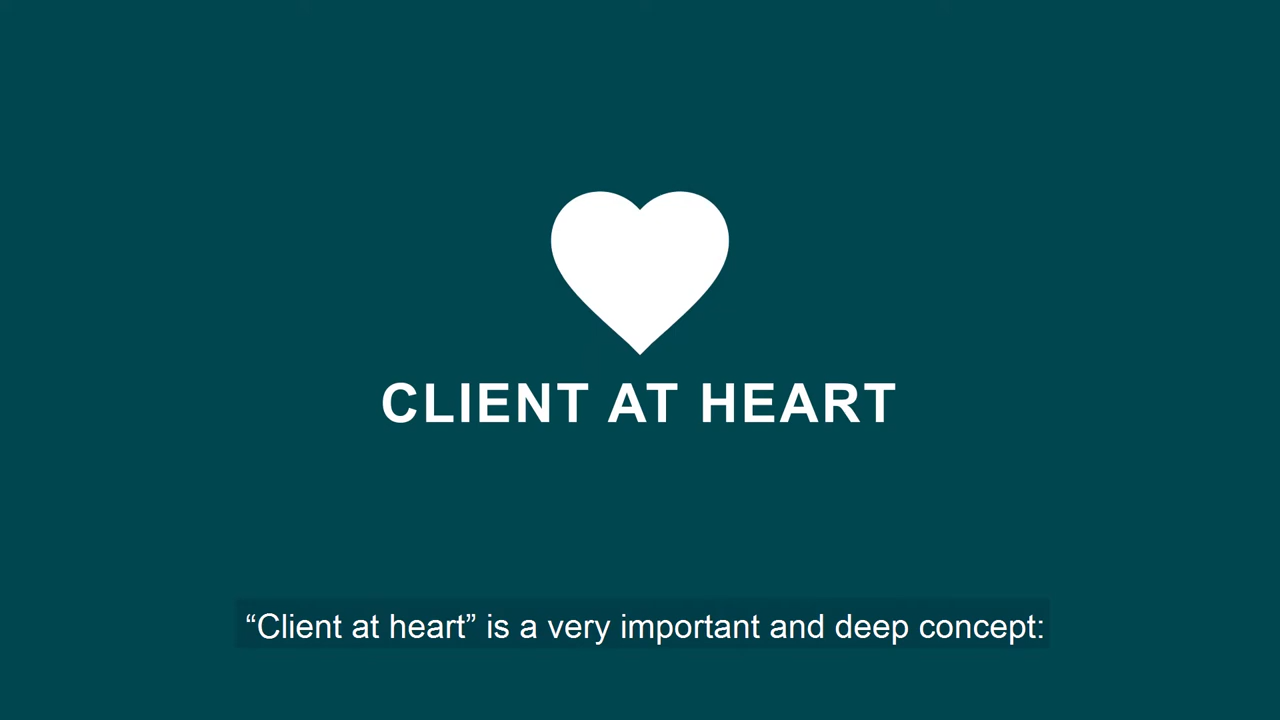 CLIENT AT HEART
“Client at heart” is a very important and deep concept: